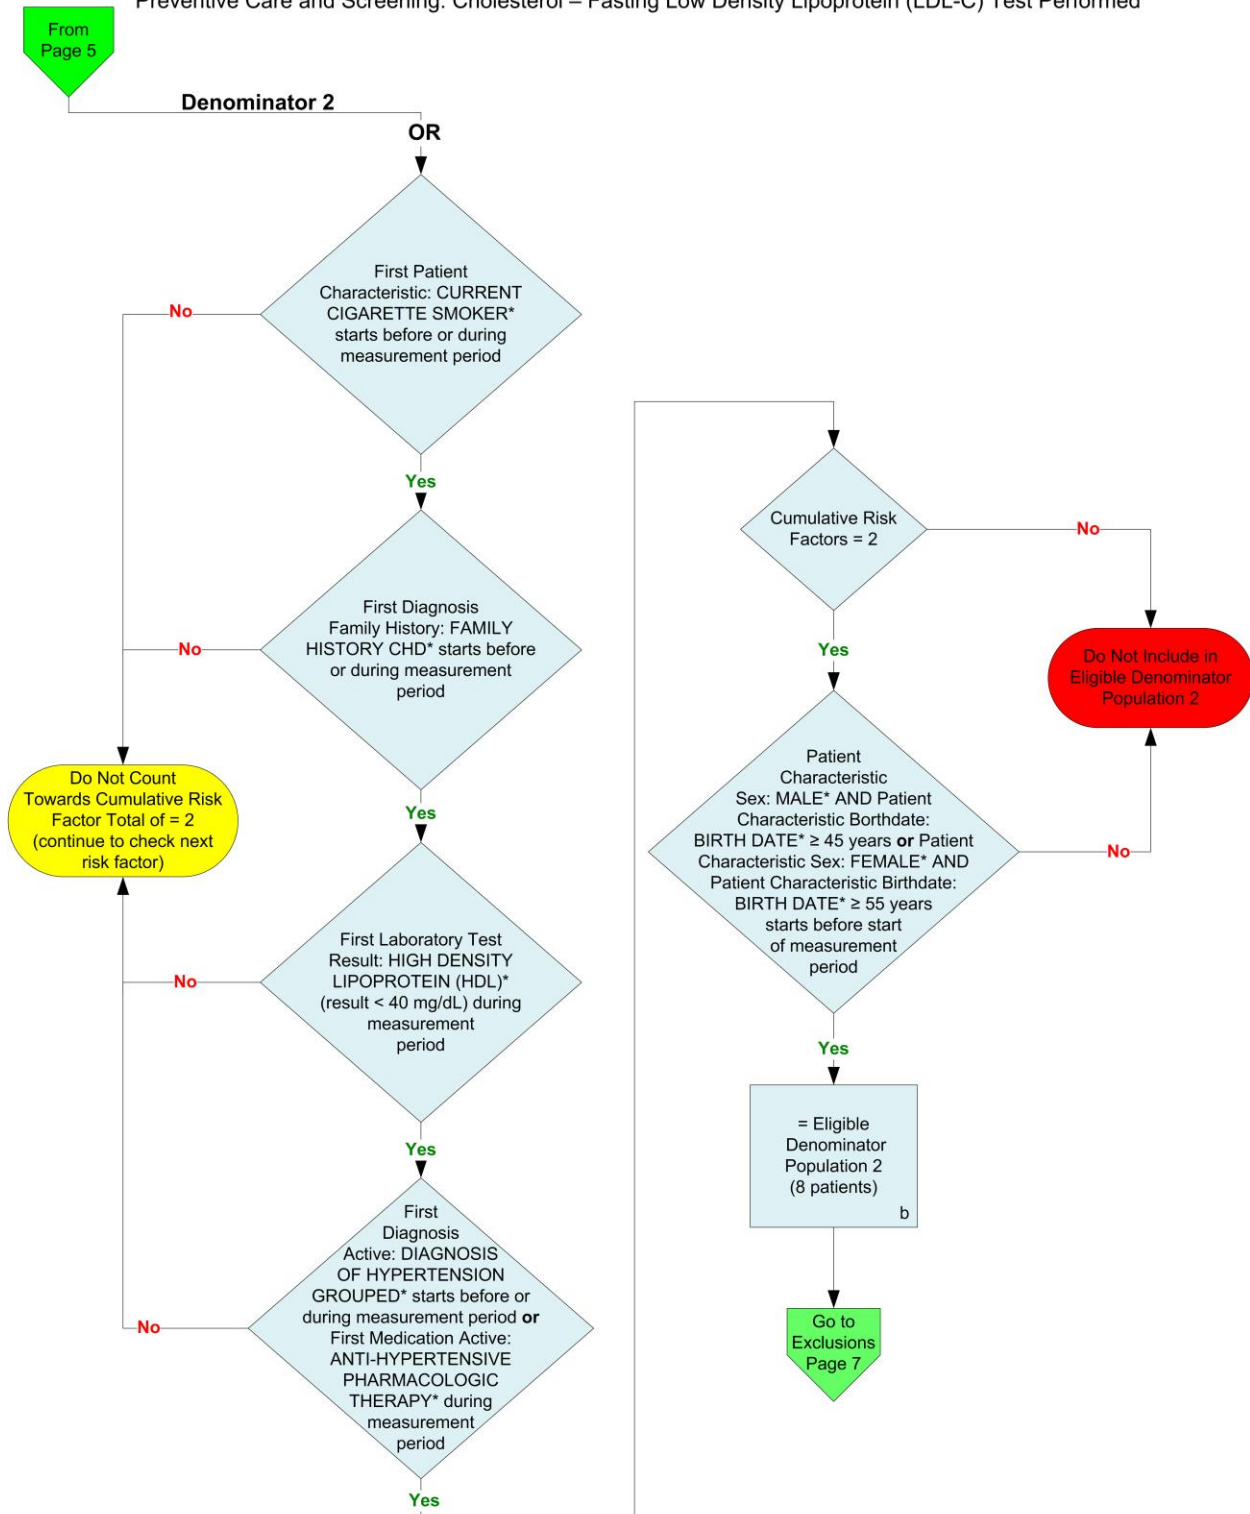 Preventive Care and Screening: Cholesterol – Fasting Low Density Lipoprotein (LDL-C) Test Performed
From
Page 5
Denominator 2
OR
First Patient
Characteristic: CURRENT
CIGARETTE SMOKER*
starts before or during
measurement period
No
Yes
First Diagnosis
Family History: FAMILY
HISTORY CHD* starts before
or during measurement
period
No
Yes
Do Not Count
Towards Cumulative Risk
Factor Total of = 2
(continue to check next
risk factor)
First Laboratory Test
Result: HIGH DENSITY
LIPOPROTEIN (HDL)*
(result < 40 mg/dL) during
measurement
period
No
Yes
First
Diagnosis
Active: DIAGNOSIS
OF HYPERTENSION
GROUPED* starts before or
during measurement period or
First Medication Active:
ANTI-HYPERTENSIVE
PHARMACOLOGIC
THERAPY* during
measurement
period
No
Yes
Cumulative Risk
Factors = 2
No
Yes
Do Not Include in
Eligible Denominator
Population 2
Patient
Characteristic
Sex: MALE* AND Patient
Characteristic Borthdate:
BIRTH DATE* ≥ 45 years or Patient
Characteristic Sex: FEMALE* AND
Patient Characteristic Birthdate:
BIRTH DATE* ≥ 55 years
starts before start
of measurement
period
No
Yes
= Eligible
Denominator
Population 2
(8 patients)
b
Go to
Exclusions
Page 7